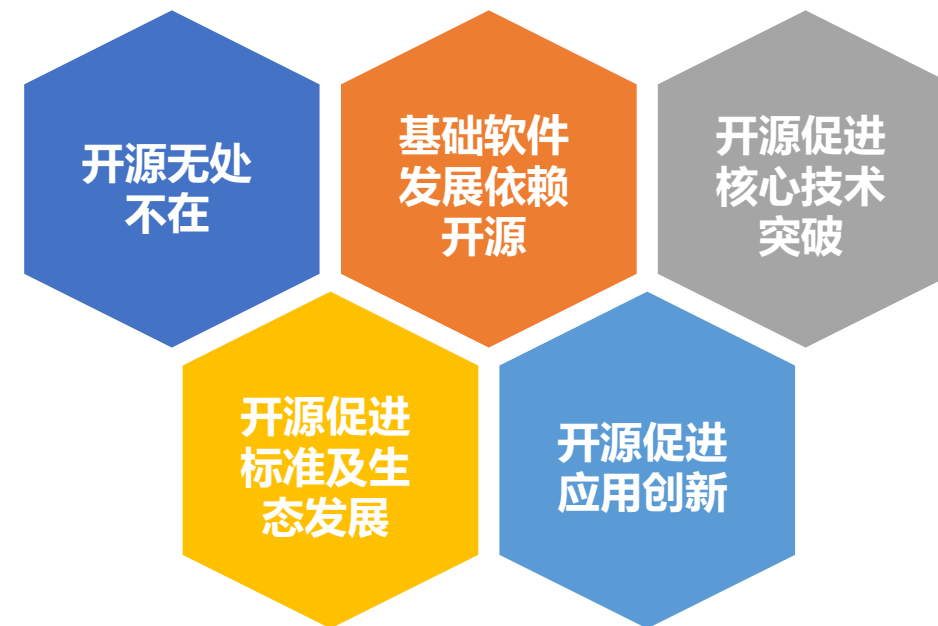 开源无处
不在
基础软件
发展依赖
开源
开源促进
核心技术
突破
开源促进
标准及生
态发展
开源促进
应用创新